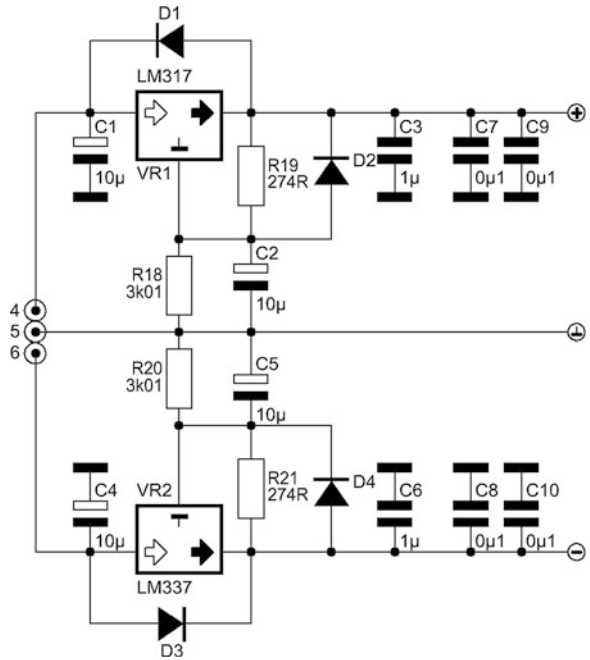 D1
LM317
C1
10µ
VR1
R19
274R
D2
C3
1µ
C7
0µ1
C9
0µ1
+
R18
3k01
C2
10µ
4
5
6
R20
3k01
C5
10µ
C4
10µ
VR2
LM337
R21
274R
D4
C6
1µ
C8
0µ1
C10
0µ1
−
D3